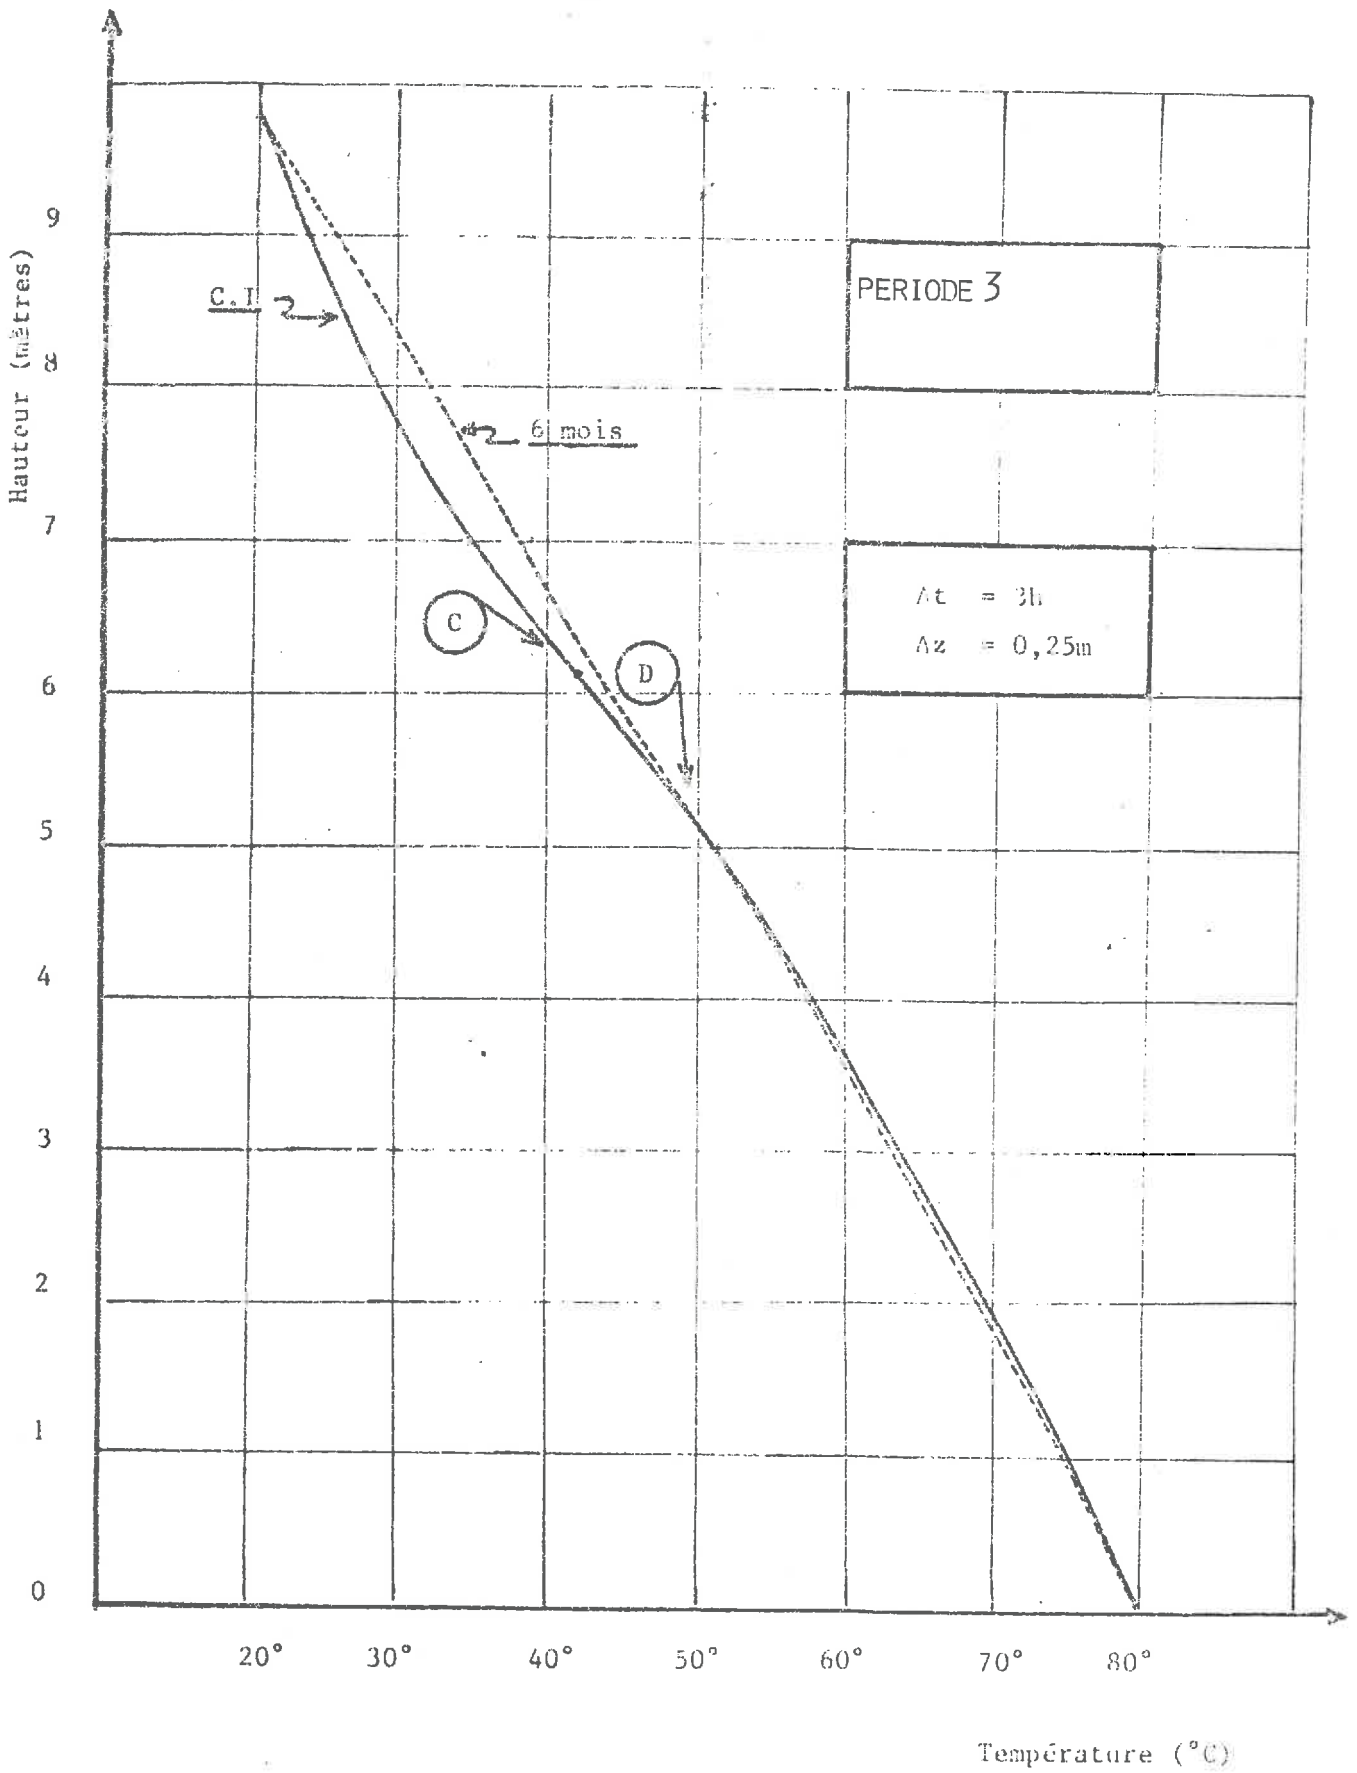 Hauteur (mètres)
9
8
7
6
5
4
3
2
1
0
C.I
6 mois
PERIODE 3
Δt = 3h
Δz = 0,25m
C
D
20° 30° 40° 50° 60° 70° 80°
Température (°C)